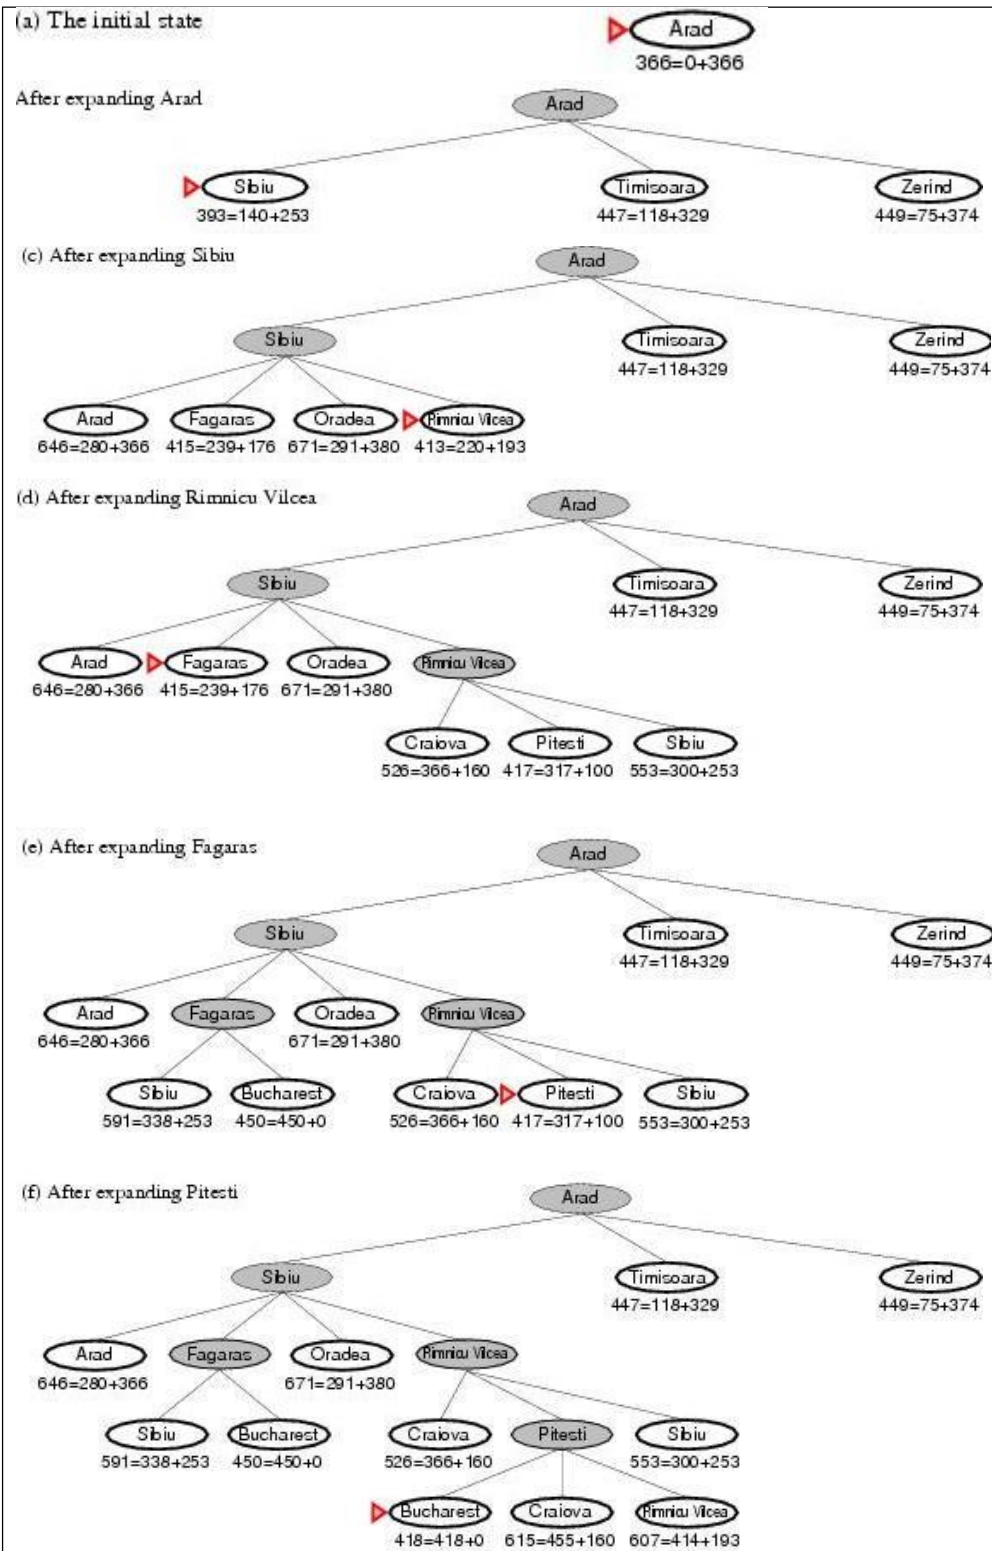 (a) The initial state
Arad
366=0+366
After expanding Arad
Arad
Sibiu Timisoara Zerind
393=140+253 447=118+329 449=75+374
(c) After expanding Sibiu
Arad
Sibiu Timisoara Zerind
447=118+329 449=75+374
Arad Fagaras Oradea Rimnicu Vilcea
646=280+366 415=239+176 671=291+380 413=220+193
(d) After expanding Rimnicu Vilcea
Arad
Sibiu Timisoara Zerind
447=118+329 449=75+374
Arad Fagaras Oradea Rimnicu Vilcea
646=280+366 415=239+176 671=291+380
Craiova Pitesti Sibiu
526=366+160 417=317+100 553=300+253
(e) After expanding Fagaras
Arad
Sibiu Timisoara Zerind
447=118+329 449=75+374
Arad Fagaras Oradea Rimnicu Vilcea
646=280+366 671=291+380
Sibiu Bucharest Craiova Pitesti Sibiu
591=338+253 450=450+0 526=366+160 417=317+100 553=300+253
(f) After expanding Pitesti
Arad
Sibiu Timisoara Zerind
447=118+329 449=75+374
Arad Fagaras Oradea Rimnicu Vilcea
646=280+366 671=291+380
Sibiu Bucharest Craiova Pitesti Sibiu
591=338+253 450=450+0 526=366+160 553=300+253
Bucharest Craiova Rimnicu Vilcea
418=418+0 615=455+160 607=414+193